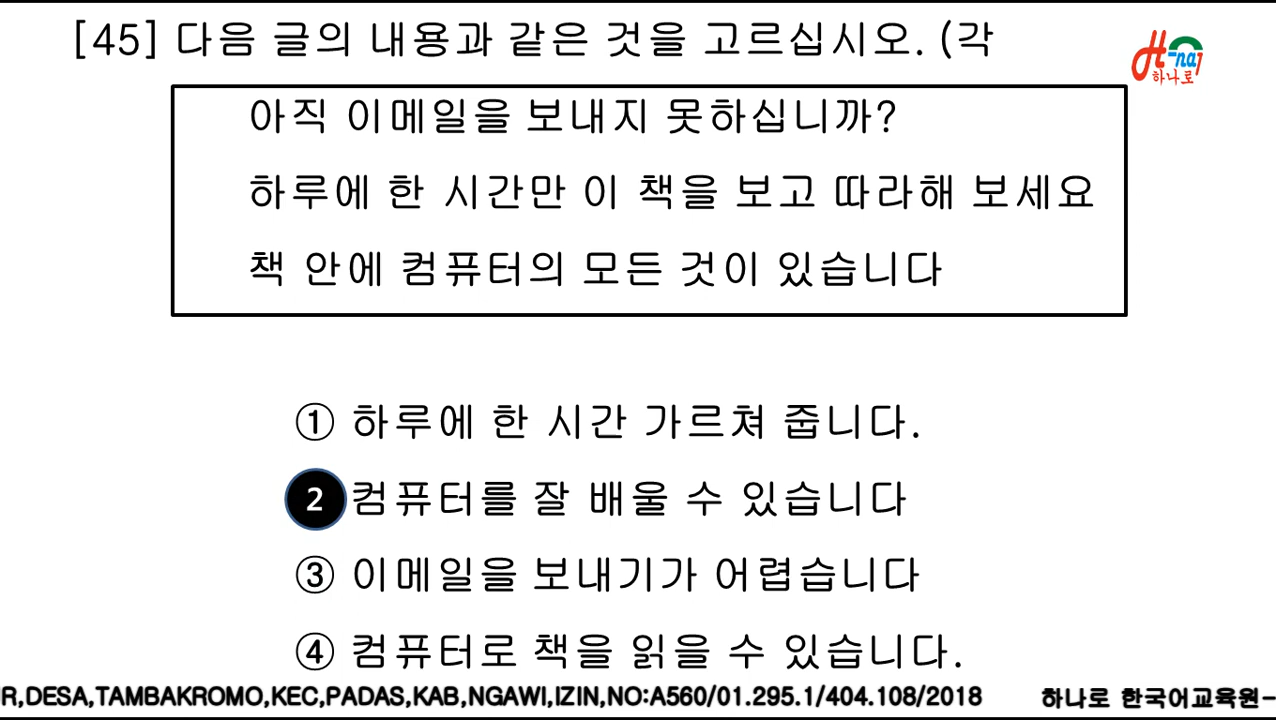 [45] 다음 글의 내용과 같은 것을 고르십시오. (각
H-na
하나로
아직 이메일을 보내지 못하십니까?
하루에 한 시간만 이 책을 보고 따라해 보세요
책 안에 컴퓨터의 모든 것이 있습니다
① 하루에 한 시간 가르쳐 줍니다.
2 컴퓨터를 잘 배울 수 있습니다
③ 이메일을 보내기가 어렵습니다
④ 컴퓨터로 책을 읽을 수 있습니다.
R,DESA,TAMBAKROMO,KEC,PADAS,KAB,NGAWI,IZIN,NO:A560/01.295.1/404.108/2018 하나로 한국어교육원-